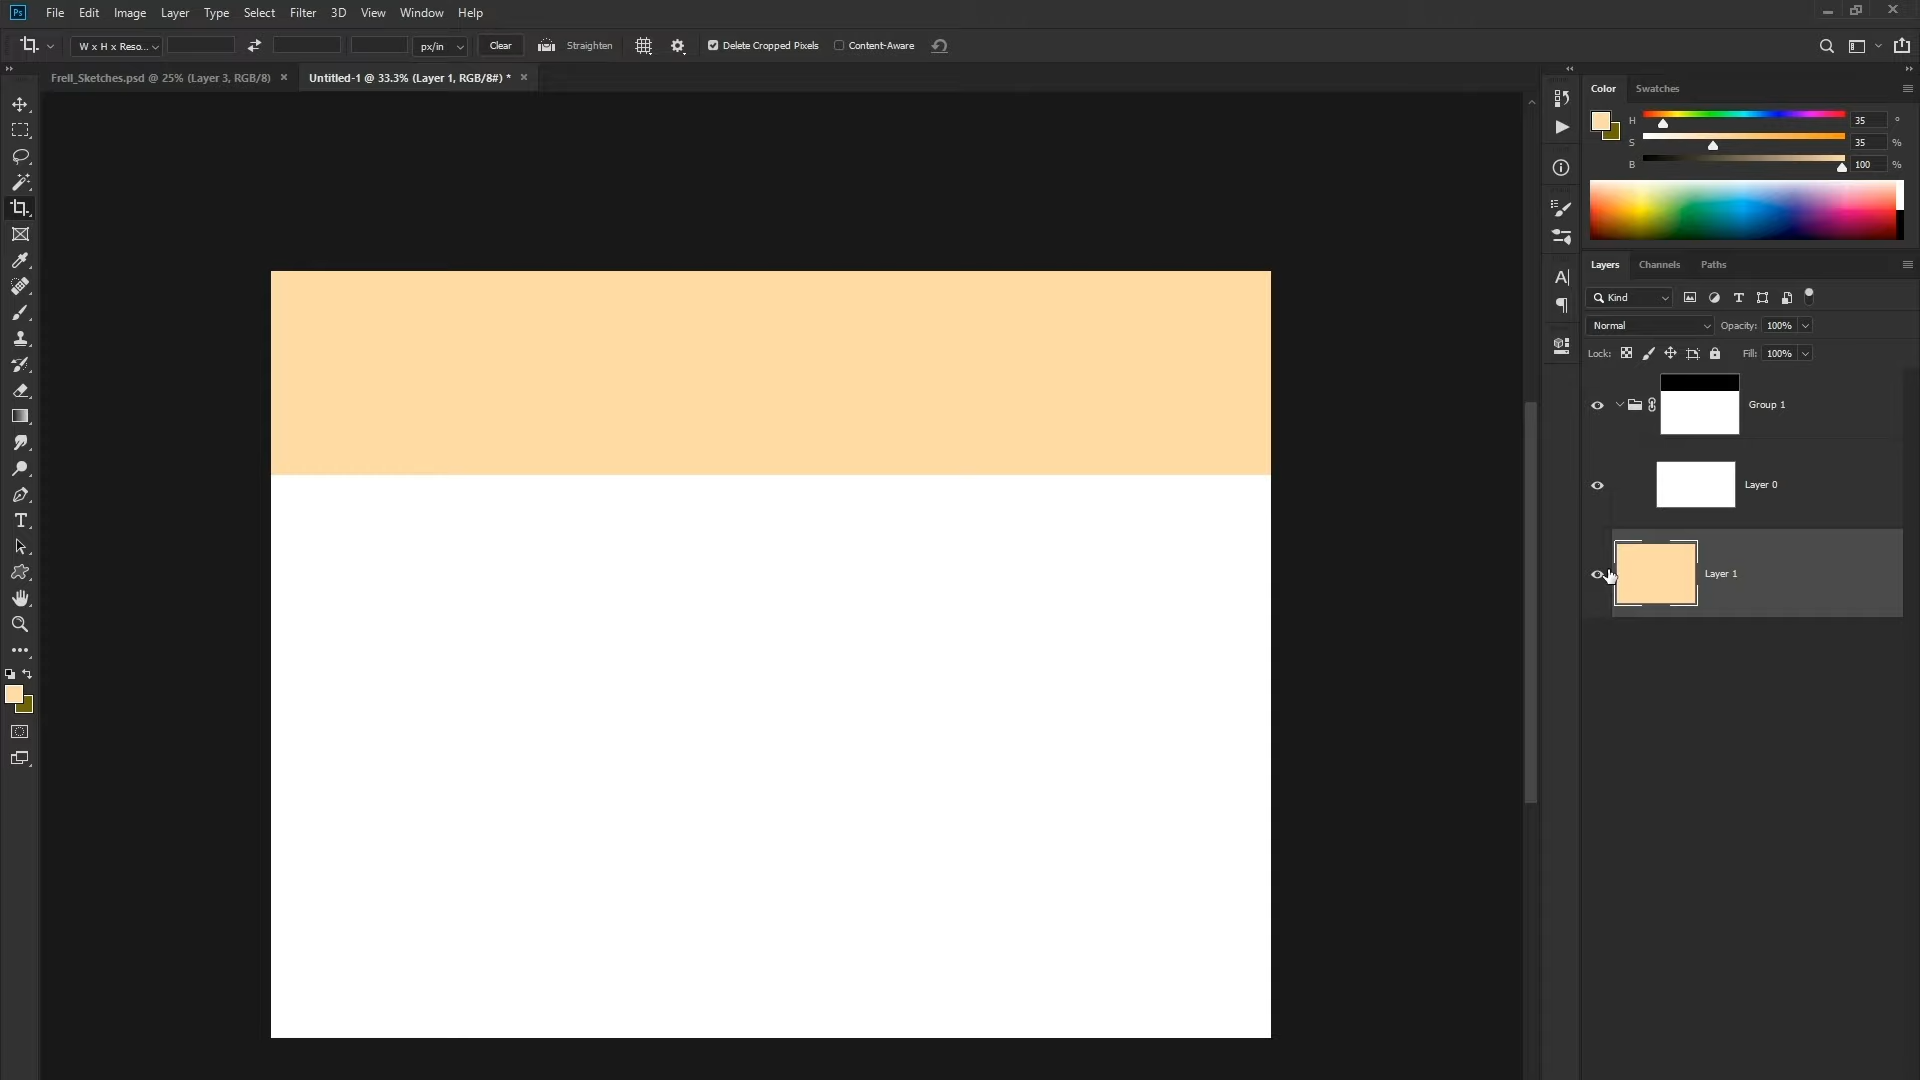 Ps File Edit Image Layer Type Select Filter 3D View Window Help
W x H x Reso... px/in Clear Straighten Delete Cropped Pixels Content-Aware
Frell_Sketches.psd @ 25% (Layer 3, RGB/8) × Untitled-1 @ 33.3% (Layer 1, RGB/8#) * ×
Color Swatches
H 35 °
S 35 %
B 100 %
Layers Channels Paths
Kind
Normal Opacity: 100%
Lock: Fill: 100%
Group 1
Layer 0
Layer 1